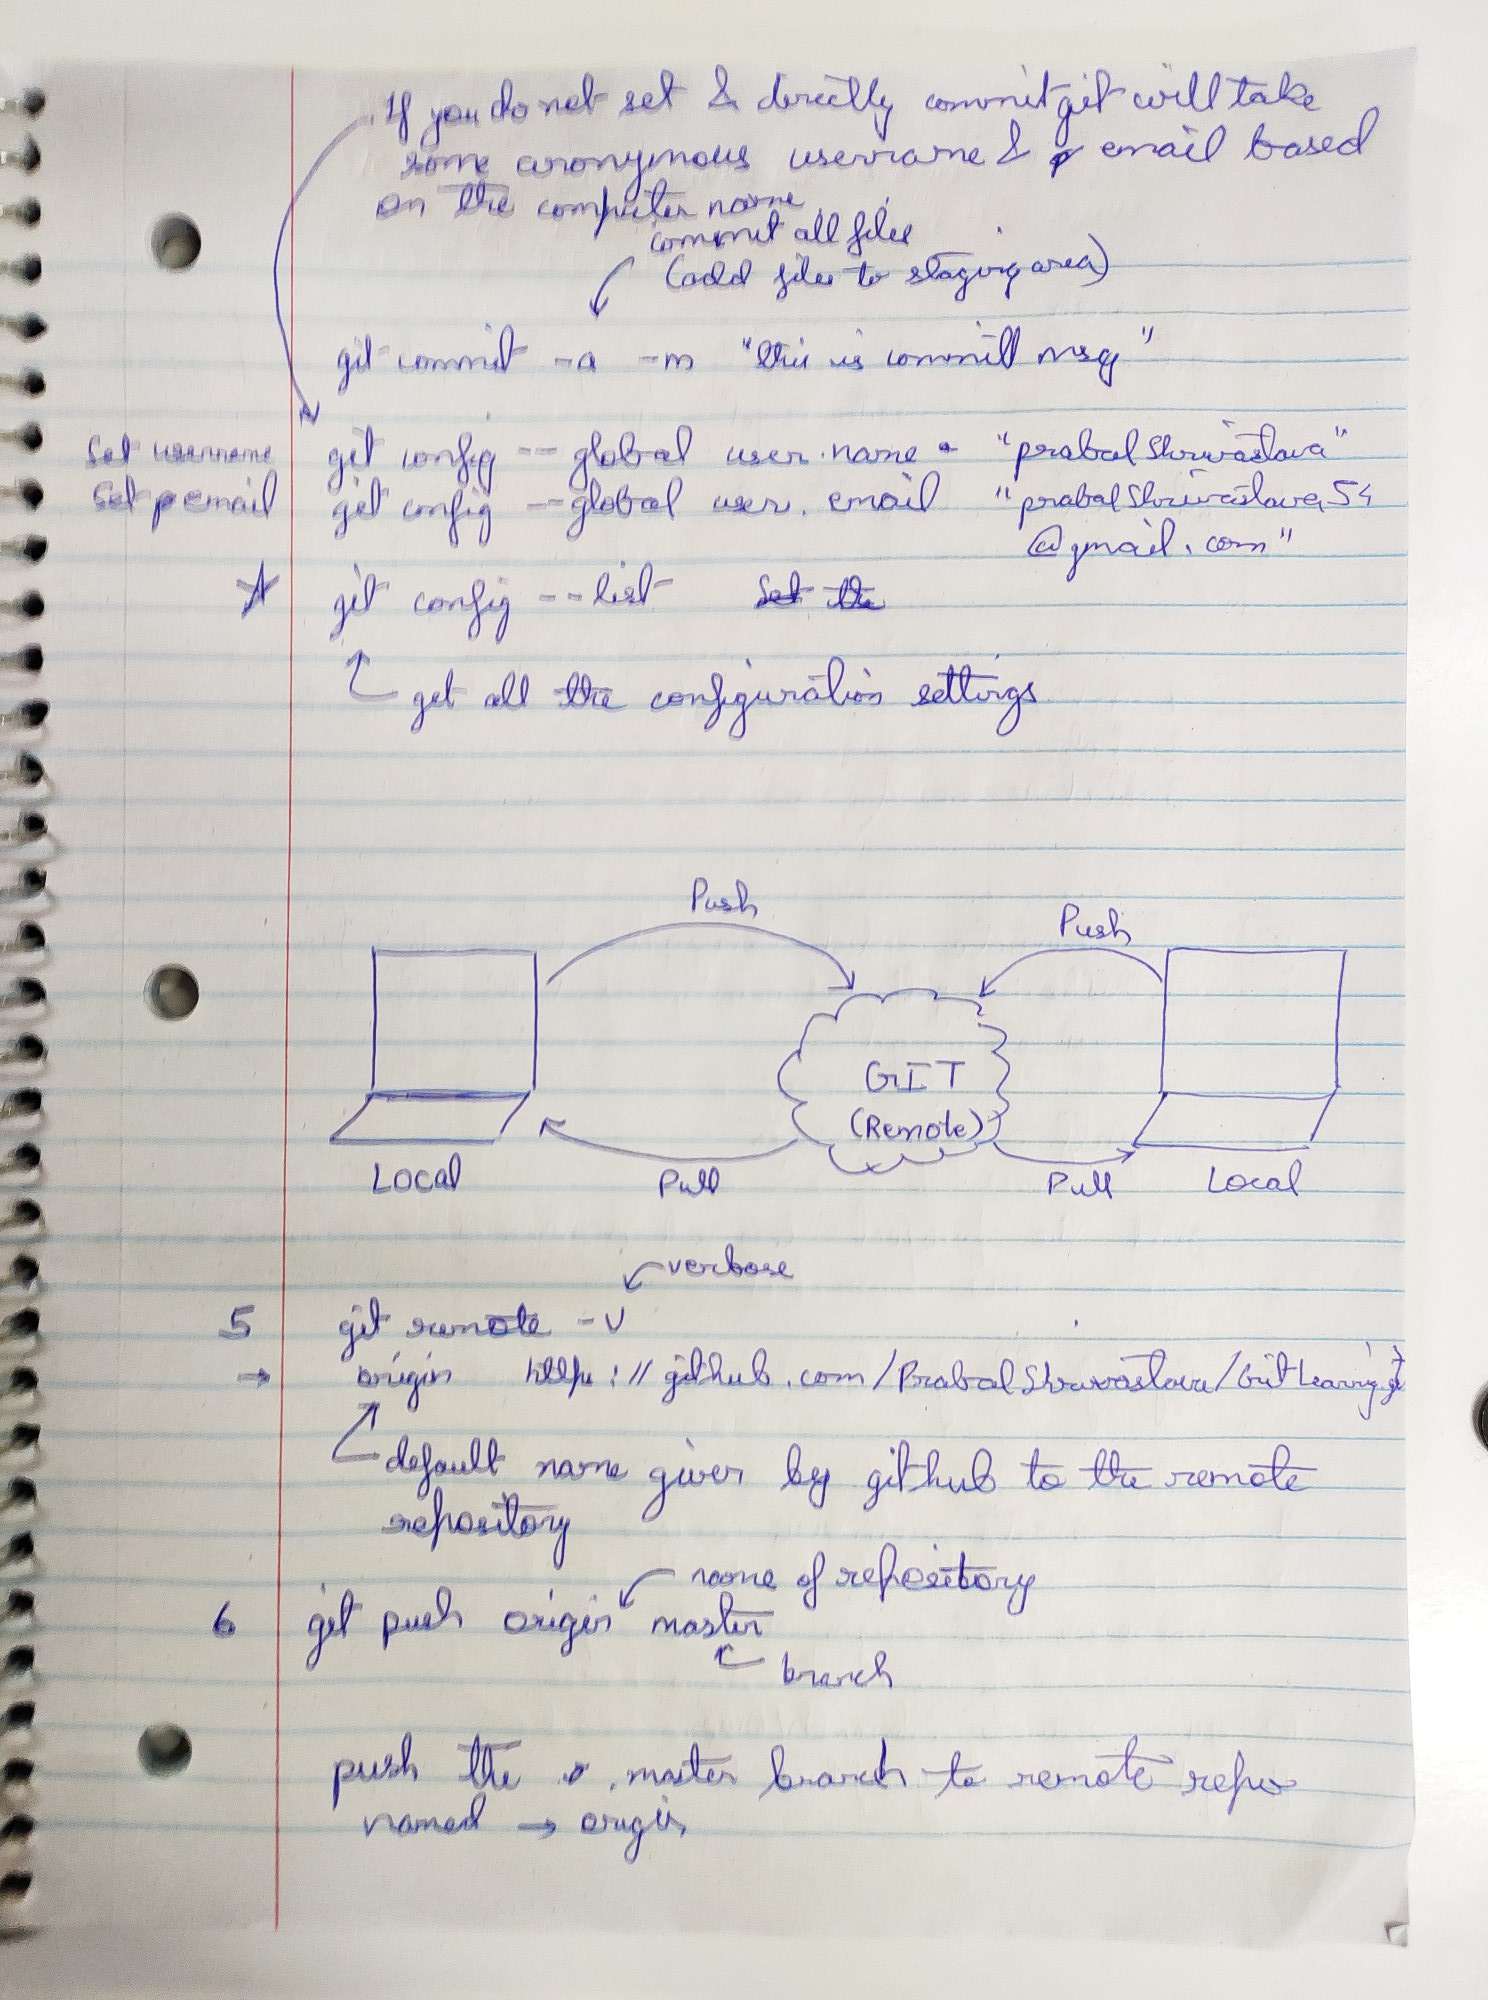 If you do not set & directly commit git will take
some anonymous username & email based
on the computer name
commit all files
(add files to staging area)
git commit -a -m "this is commit msg"
set username git config --global user.name "prabalShrivastava"
set email git config --global user.email "prabalShrivastava54
@gmail.com"
git config --list Set the
get all the configuration settings
Push
Push
GIT
(Remote)
Local Pull Pull Local
verbose
5 git remote -v
→ origin https://github.com/PrabalShrivastava/GitLearning.git
default name given by github to the remote
repository
name of repository
6 git push origin master
branch
push the master branch to remote repo
named → origin